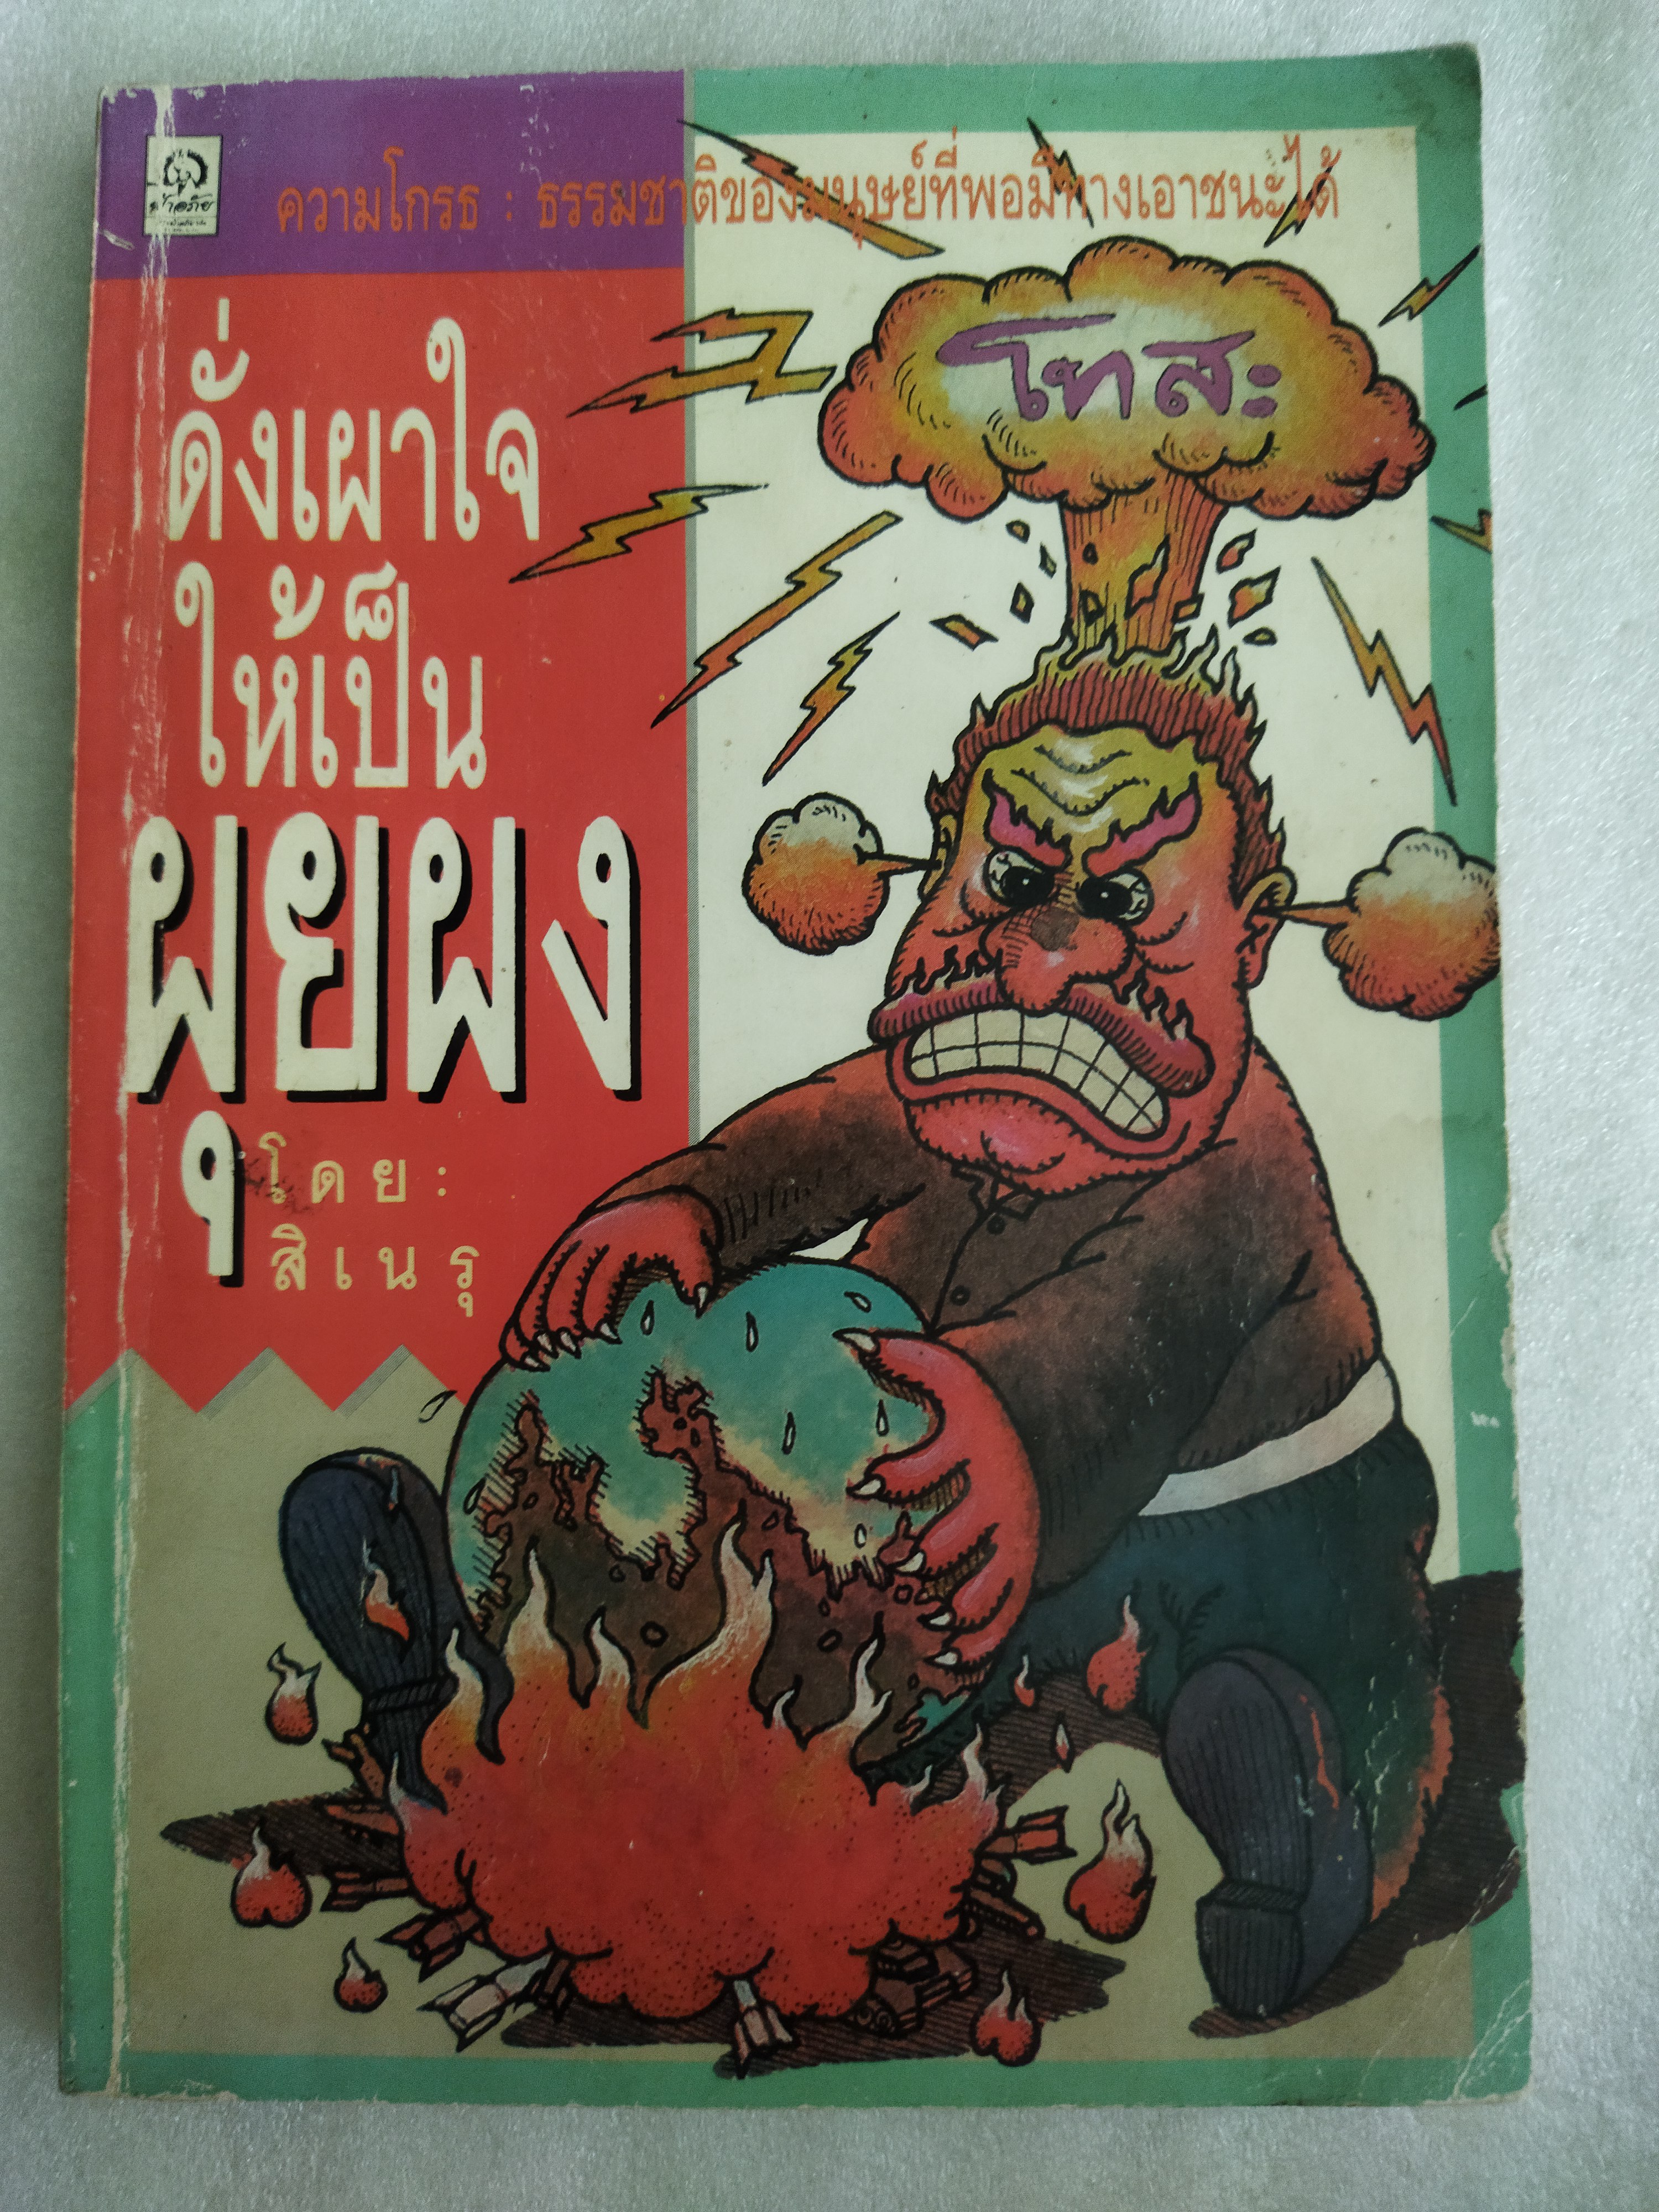 ความโกรธ : ธรรมชาติของมนุษย์ที่พอมีทางเอาชนะได้
โทสะ
ดั่งเผาใจ
ให้เป็น
ผุยผง
โดย:
สิเนรุ